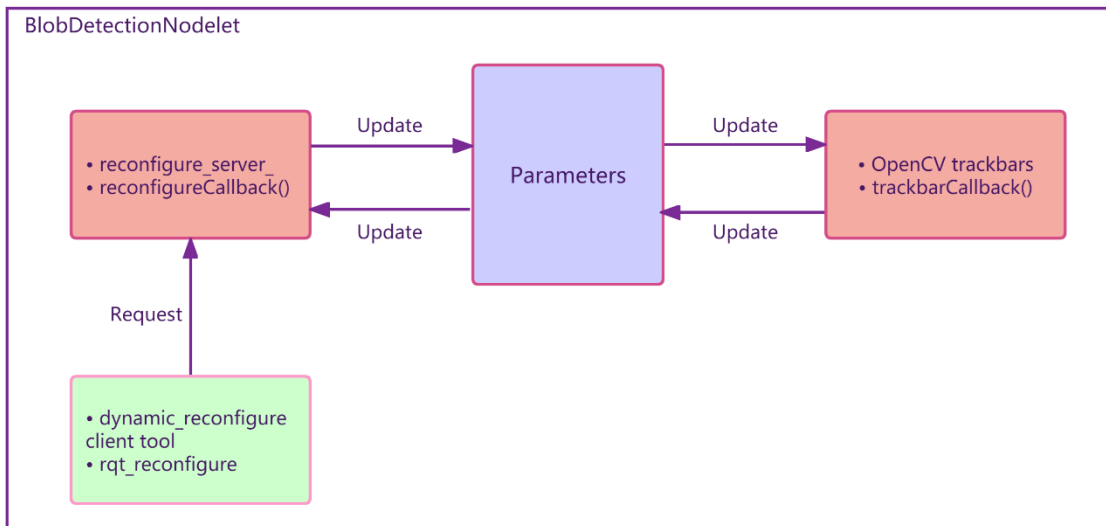 BlobDetectionNodelet
Update
Update
• reconfigure_server_
• reconfigureCallback()
Parameters
• OpenCV trackbars
• trackbarCallback()
Update
Update
Request
• dynamic_reconfigure
client tool
• rqt_reconfigure